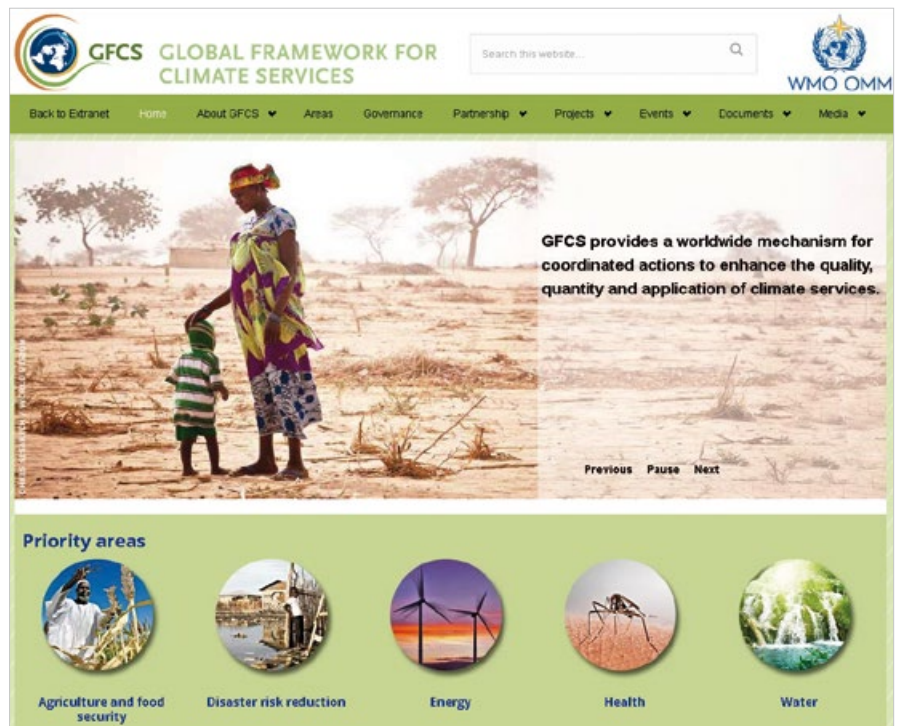 GFCS GLOBAL FRAMEWORK FOR
CLIMATE SERVICES
Search this website...
WMO OMM
Back to Extranet Home About GFCS Areas Governance Partnership Projects Events Documents Media
GFCS provides a worldwide mechanism for
coordinated actions to enhance the quality,
quantity and application of climate services.
Previous Pause Next
Priority areas
Agriculture and food
security
Disaster risk reduction
Energy
Health
Water